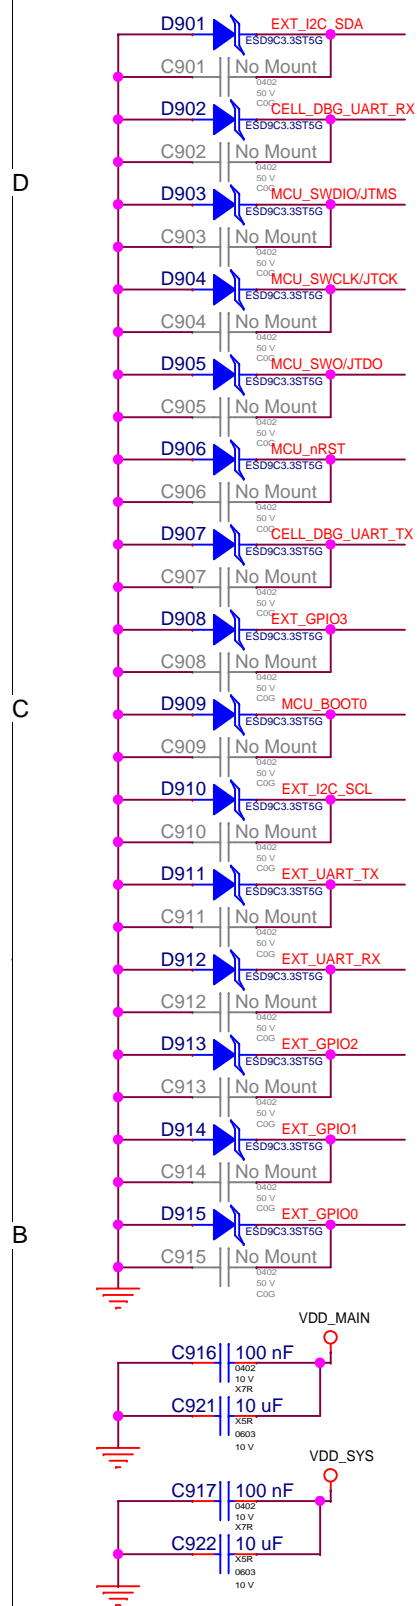 D901 EXT_I2C_SDA
ESD9C3.3ST5G
C901 No Mount
0402
50 V
C0G
D902 CELL_DBG_UART_RX
ESD9C3.3ST5G
C902 No Mount
0402
50 V
C0G
D
D903 MCU_SWDIO/JTMS
ESD9C3.3ST5G
C903 No Mount
0402
50 V
C0G
D904 MCU_SWCLK/JTCK
ESD9C3.3ST5G
C904 No Mount
0402
50 V
C0G
D905 MCU_SWO/JTDO
ESD9C3.3ST5G
C905 No Mount
0402
50 V
C0G
D906 MCU_nRST
ESD9C3.3ST5G
C906 No Mount
0402
50 V
C0G
D907 CELL_DBG_UART_TX
ESD9C3.3ST5G
C907 No Mount
0402
50 V
C0G
D908 EXT_GPIO3
ESD9C3.3ST5G
C908 No Mount
0402
50 V
C0G
C
D909 MCU_BOOT0
ESD9C3.3ST5G
C909 No Mount
0402
50 V
C0G
D910 EXT_I2C_SCL
ESD9C3.3ST5G
C910 No Mount
0402
50 V
C0G
D911 EXT_UART_TX
ESD9C3.3ST5G
C911 No Mount
0402
50 V
C0G
D912 EXT_UART_RX
ESD9C3.3ST5G
C912 No Mount
0402
50 V
C0G
D913 EXT_GPIO2
ESD9C3.3ST5G
C913 No Mount
0402
50 V
C0G
D914 EXT_GPIO1
ESD9C3.3ST5G
C914 No Mount
0402
50 V
C0G
D915 EXT_GPIO0
B
ESD9C3.3ST5G
C915 No Mount
0402
50 V
C0G
VDD_MAIN
C916 100 nF
0402
10 V
X7R
C921 10 uF
X5R
0603
10 V
VDD_SYS
C917 100 nF
0402
10 V
X7R
C922 10 uF
X5R
0603
10 V